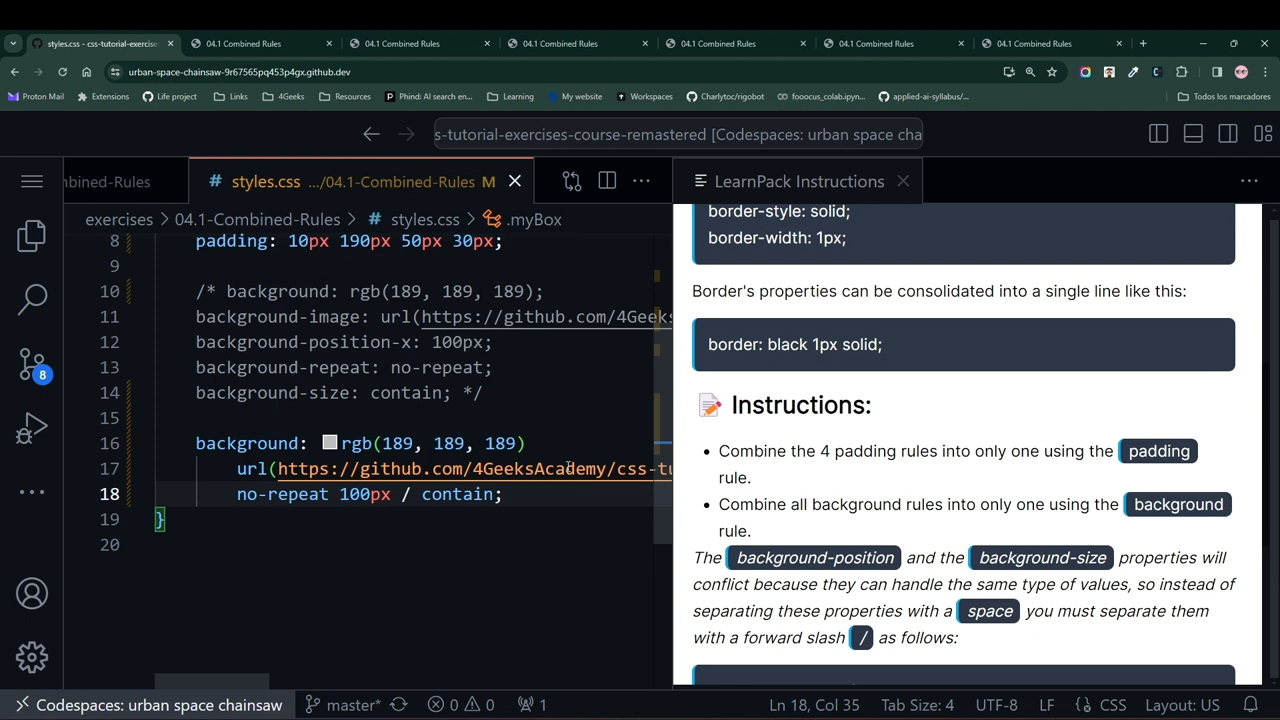 styles.css - css-tutorial-exercises
04.1 Combined Rules
04.1 Combined Rules
04.1 Combined Rules
04.1 Combined Rules
04.1 Combined Rules
04.1 Combined Rules
urban-space-chainsaw-9r67565pq453p4gx.github.dev
Proton Mail
Extensions
Life project
Links
4Geeks
Resources
Phind: AI search en...
Learning
My website
Workspaces
Charlytoc/rigobot
fooocus_colab.ipyn...
applied-ai-syllabus/...
Todos los marcadores
s-tutorial-exercises-course-remastered [Codespaces: urban space cha
bined-Rules
# styles.css .../04.1-Combined-Rules M
LearnPack Instructions
exercises > 04.1-Combined-Rules > # styles.css > .myBox
8 padding: 10px 190px 50px 30px;
9
10 /* background: rgb(189, 189, 189);
11 background-image: url(https://github.com/4Geeks
12 background-position-x: 100px;
13 background-repeat: no-repeat;
14 background-size: contain; */
15
16 background: rgb(189, 189, 189)
17 url(https://github.com/4GeeksAcademy/css-tu
18 no-repeat 100px / contain;
19 }
20
border-style: solid;
border-width: 1px;
Border's properties can be consolidated into a single line like this:
border: black 1px solid;
📝 Instructions:
• Combine the 4 padding rules into only one using the padding
rule.
• Combine all background rules into only one using the background
rule.
The background-position and the background-size properties will
conflict because they can handle the same type of values, so instead of
separating these properties with a space you must separate them
with a forward slash / as follows:
8
Codespaces: urban space chainsaw
master*
0 0
1
Ln 18, Col 35
Tab Size: 4
UTF-8
LF
{} CSS
Layout: US